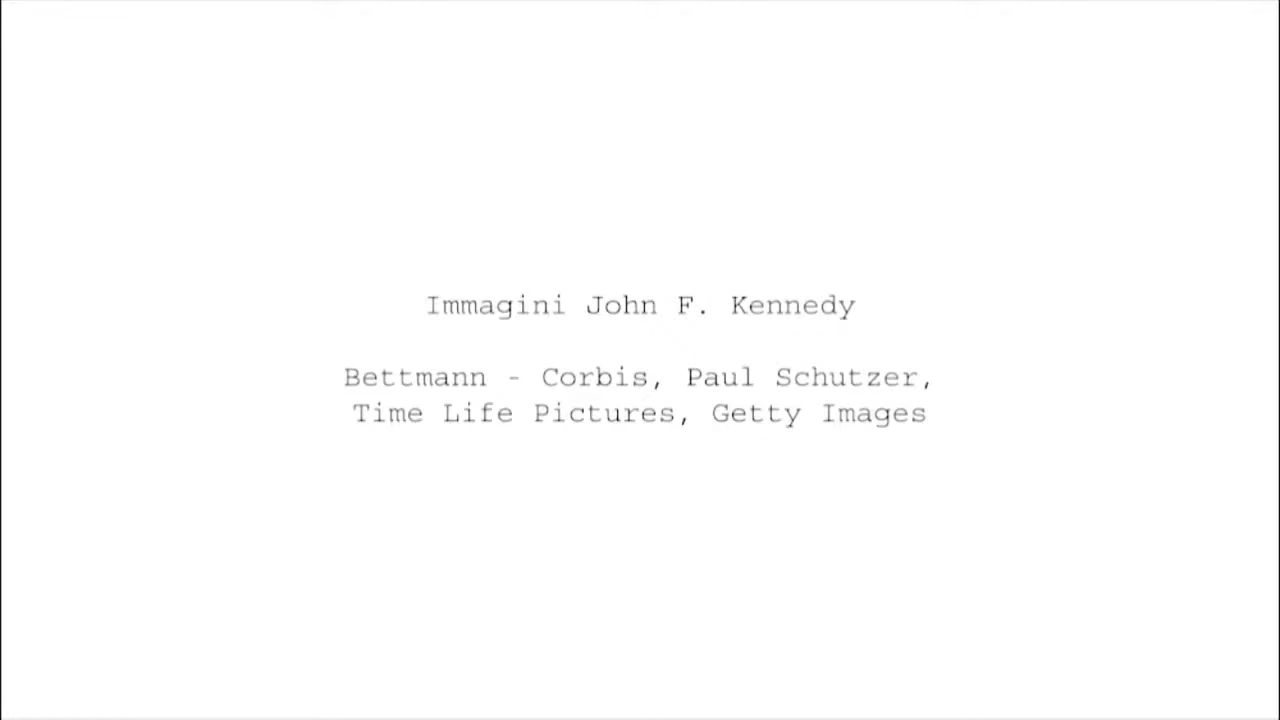 Immagini John F. Kennedy
Bettmann - Corbis, Paul Schutzer,
Time Life Pictures, Getty Images